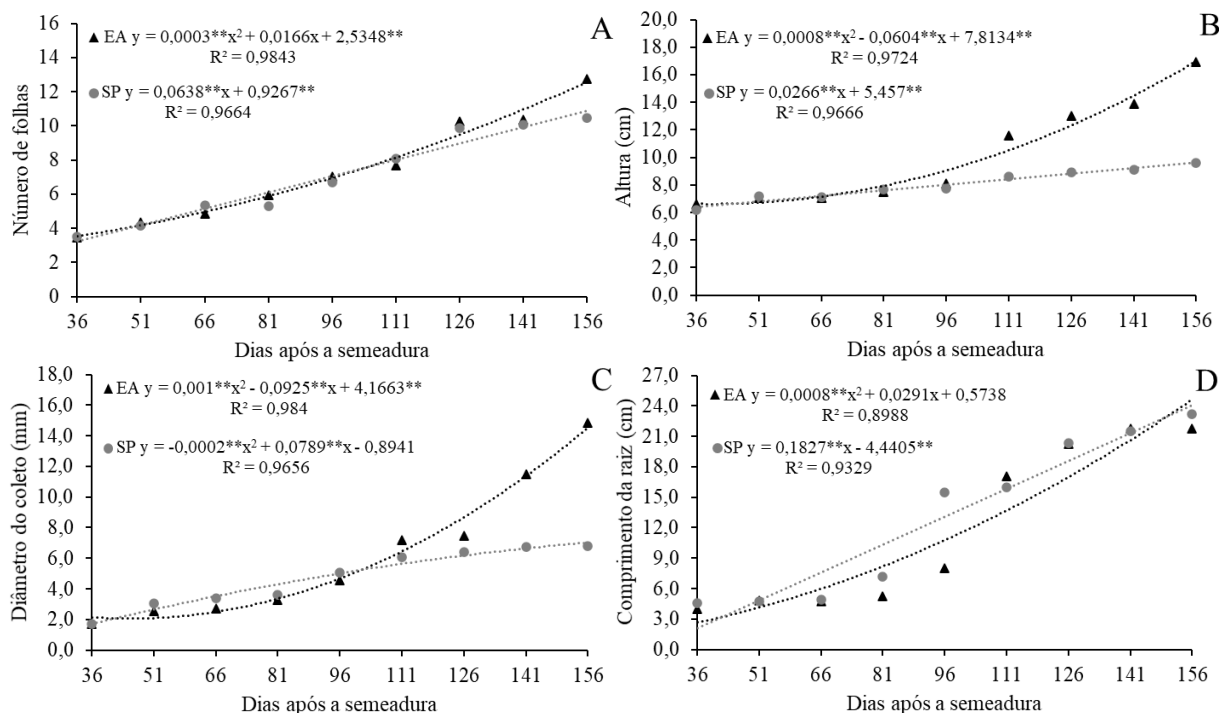 A
EA y = 0,0003**x² + 0,0166x + 2,5348**
R² = 0,9843
SP y = 0,0638**x + 0,9267**
R² = 0,9664
Número de folhas
16
14
12
10
8
6
4
2
0
36 51 66 81 96 111 126 141 156
Dias após a semeadura
B
EA y = 0,0008**x² - 0,0604**x + 7,8134**
R² = 0,9724
SP y = 0,0266**x + 5,457**
R² = 0,9666
Altura (cm)
20,0
18,0
16,0
14,0
12,0
10,0
8,0
6,0
4,0
2,0
0,0
36 51 66 81 96 111 126 141 156
Dias após a semeadura
C
EA y = 0,001**x² - 0,0925**x + 4,1663**
R² = 0,984
SP y = -0,0002**x² + 0,0789**x - 0,8941
R² = 0,9656
Diâmetro do coleto (mm)
18,0
16,0
14,0
12,0
10,0
8,0
6,0
4,0
2,0
0,0
36 51 66 81 96 111 126 141 156
Dias após a semeadura
D
EA y = 0,0008**x² + 0,0291x + 0,5738
R² = 0,8988
SP y = 0,1827**x - 4,4405**
R² = 0,9329
Comprimento da raiz (cm)
27,0
24,0
21,0
18,0
15,0
12,0
9,0
6,0
3,0
0,0
36 51 66 81 96 111 126 141 156
Dias após a semeadura